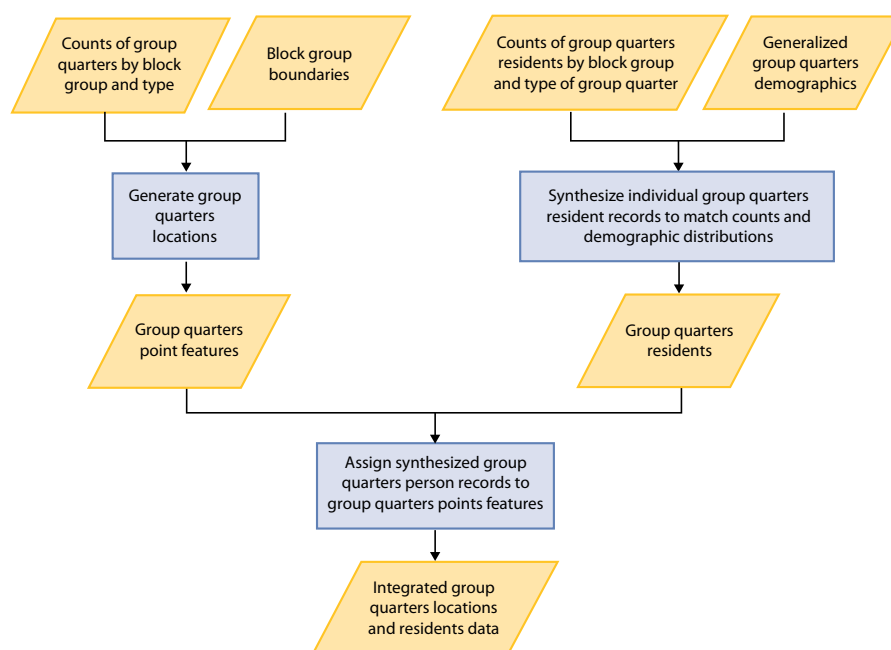 Counts of group
quarters by block
group and type
Block group
boundaries
Counts of group quarters
residents by block group
and type of group quarter
Generalized
group quarters
demographics
Generate group
quarters
locations
Synthesize individual group quarters
resident records to match counts and
demographic distributions
Group quarters
point features
Group quarters
residents
Assign synthesized group
quarters person records to
group quarters points features
Integrated group
quarters locations
and residents data